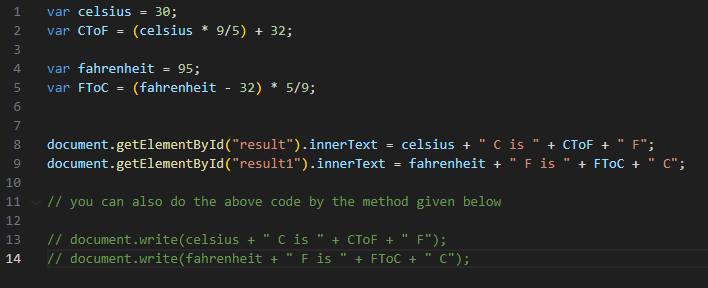 1 var celsius = 30;
2 var CToF = (celsius * 9/5) + 32;
3
4 var fahrenheit = 95;
5 var FToC = (fahrenheit - 32) * 5/9;
6
7
8 document.getElementById("result").innerText = celsius + " C is " + CToF + " F";
9 document.getElementById("result1").innerText = fahrenheit + " F is " + FToC + " C";
10
11 // you can also do the above code by the method given below
12
13 // document.write(celsius + " C is " + CToF + " F");
14 // document.write(fahrenheit + " F is " + FToC + " C");